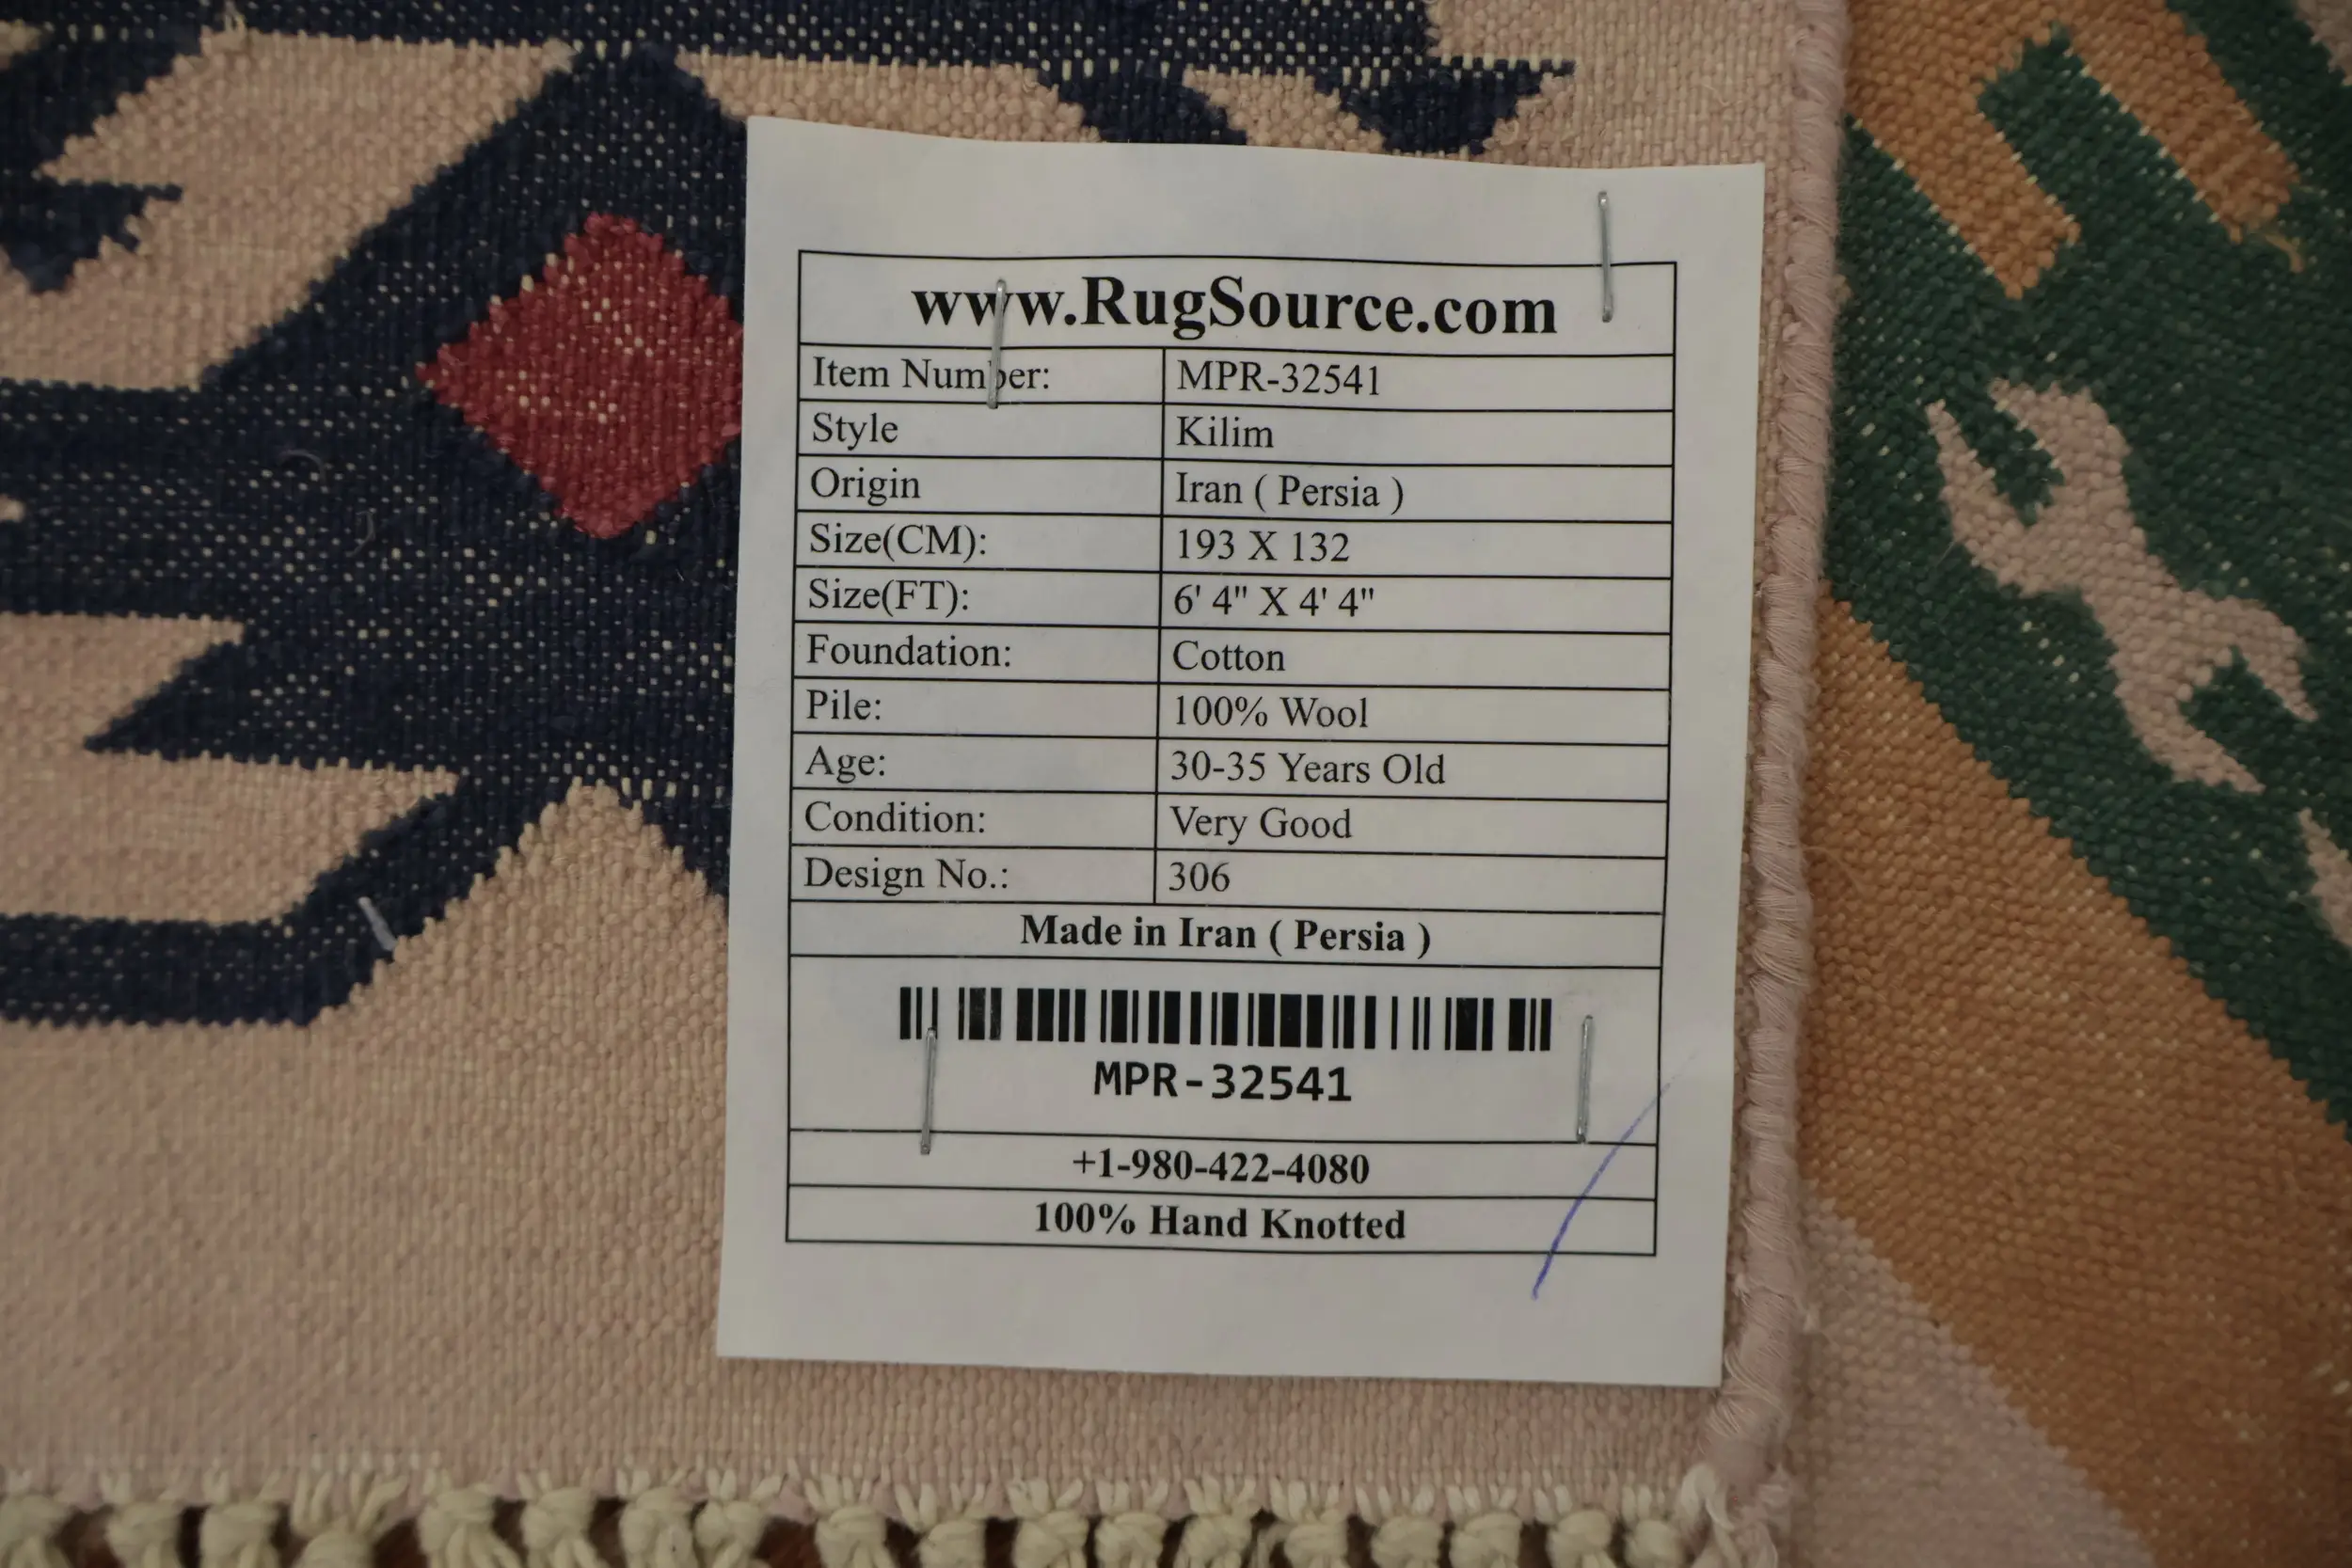 www.RugSource.com
Item Number: MPR-32541
Style Kilim
Origin Iran ( Persia )
Size(CM): 193 X 132
Size(FT): 6' 4" X 4' 4"
Foundation: Cotton
Pile: 100% Wool
Age: 30-35 Years Old
Condition: Very Good
Design No.: 306
Made in Iran ( Persia )
MPR-32541
+1-980-422-4080
100% Hand Knotted